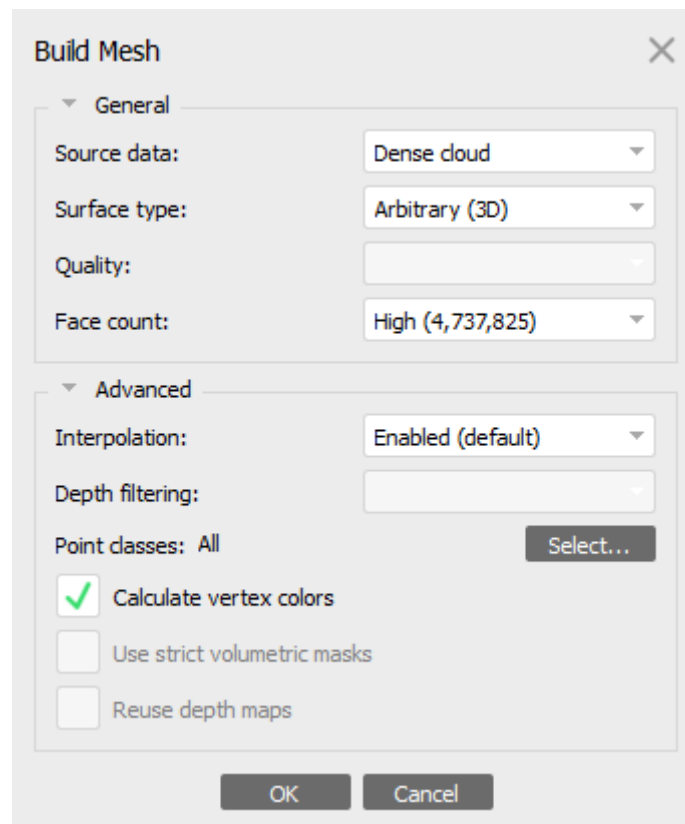 Build Mesh
General
Source data: Dense cloud
Surface type: Arbitrary (3D)
Quality:
Face count: High (4,737,825)
Advanced
Interpolation: Enabled (default)
Depth filtering:
Point classes: All Select...
Calculate vertex colors
Use strict volumetric masks
Reuse depth maps
OK Cancel